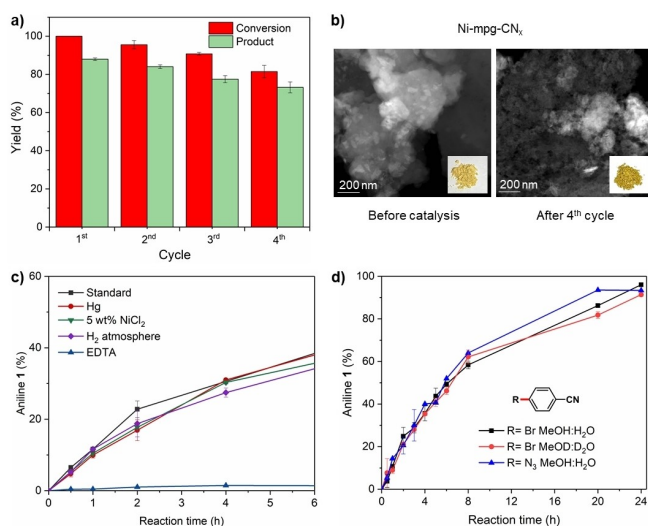 a)
Conversion
Product
100
80
60
40
20
0
Yield (%)
1st
2nd
3rd
4th
Cycle
b)
Ni-mpg-CNx
200 nm
200 nm
Before catalysis
After 4th cycle
c)
60
40
20
0
Aniline 1 (%)
Standard
Hg
5 wt% NiCl2
H2 atmosphere
EDTA
0
2
4
6
Reaction time (h)
d)
100
80
60
40
20
0
Aniline 1 (%)
R
CN
R= Br MeOH:H2O
R= Br MeOD:D2O
R= N3 MeOH:H2O
0
4
8
12
16
20
24
Reaction time (h)